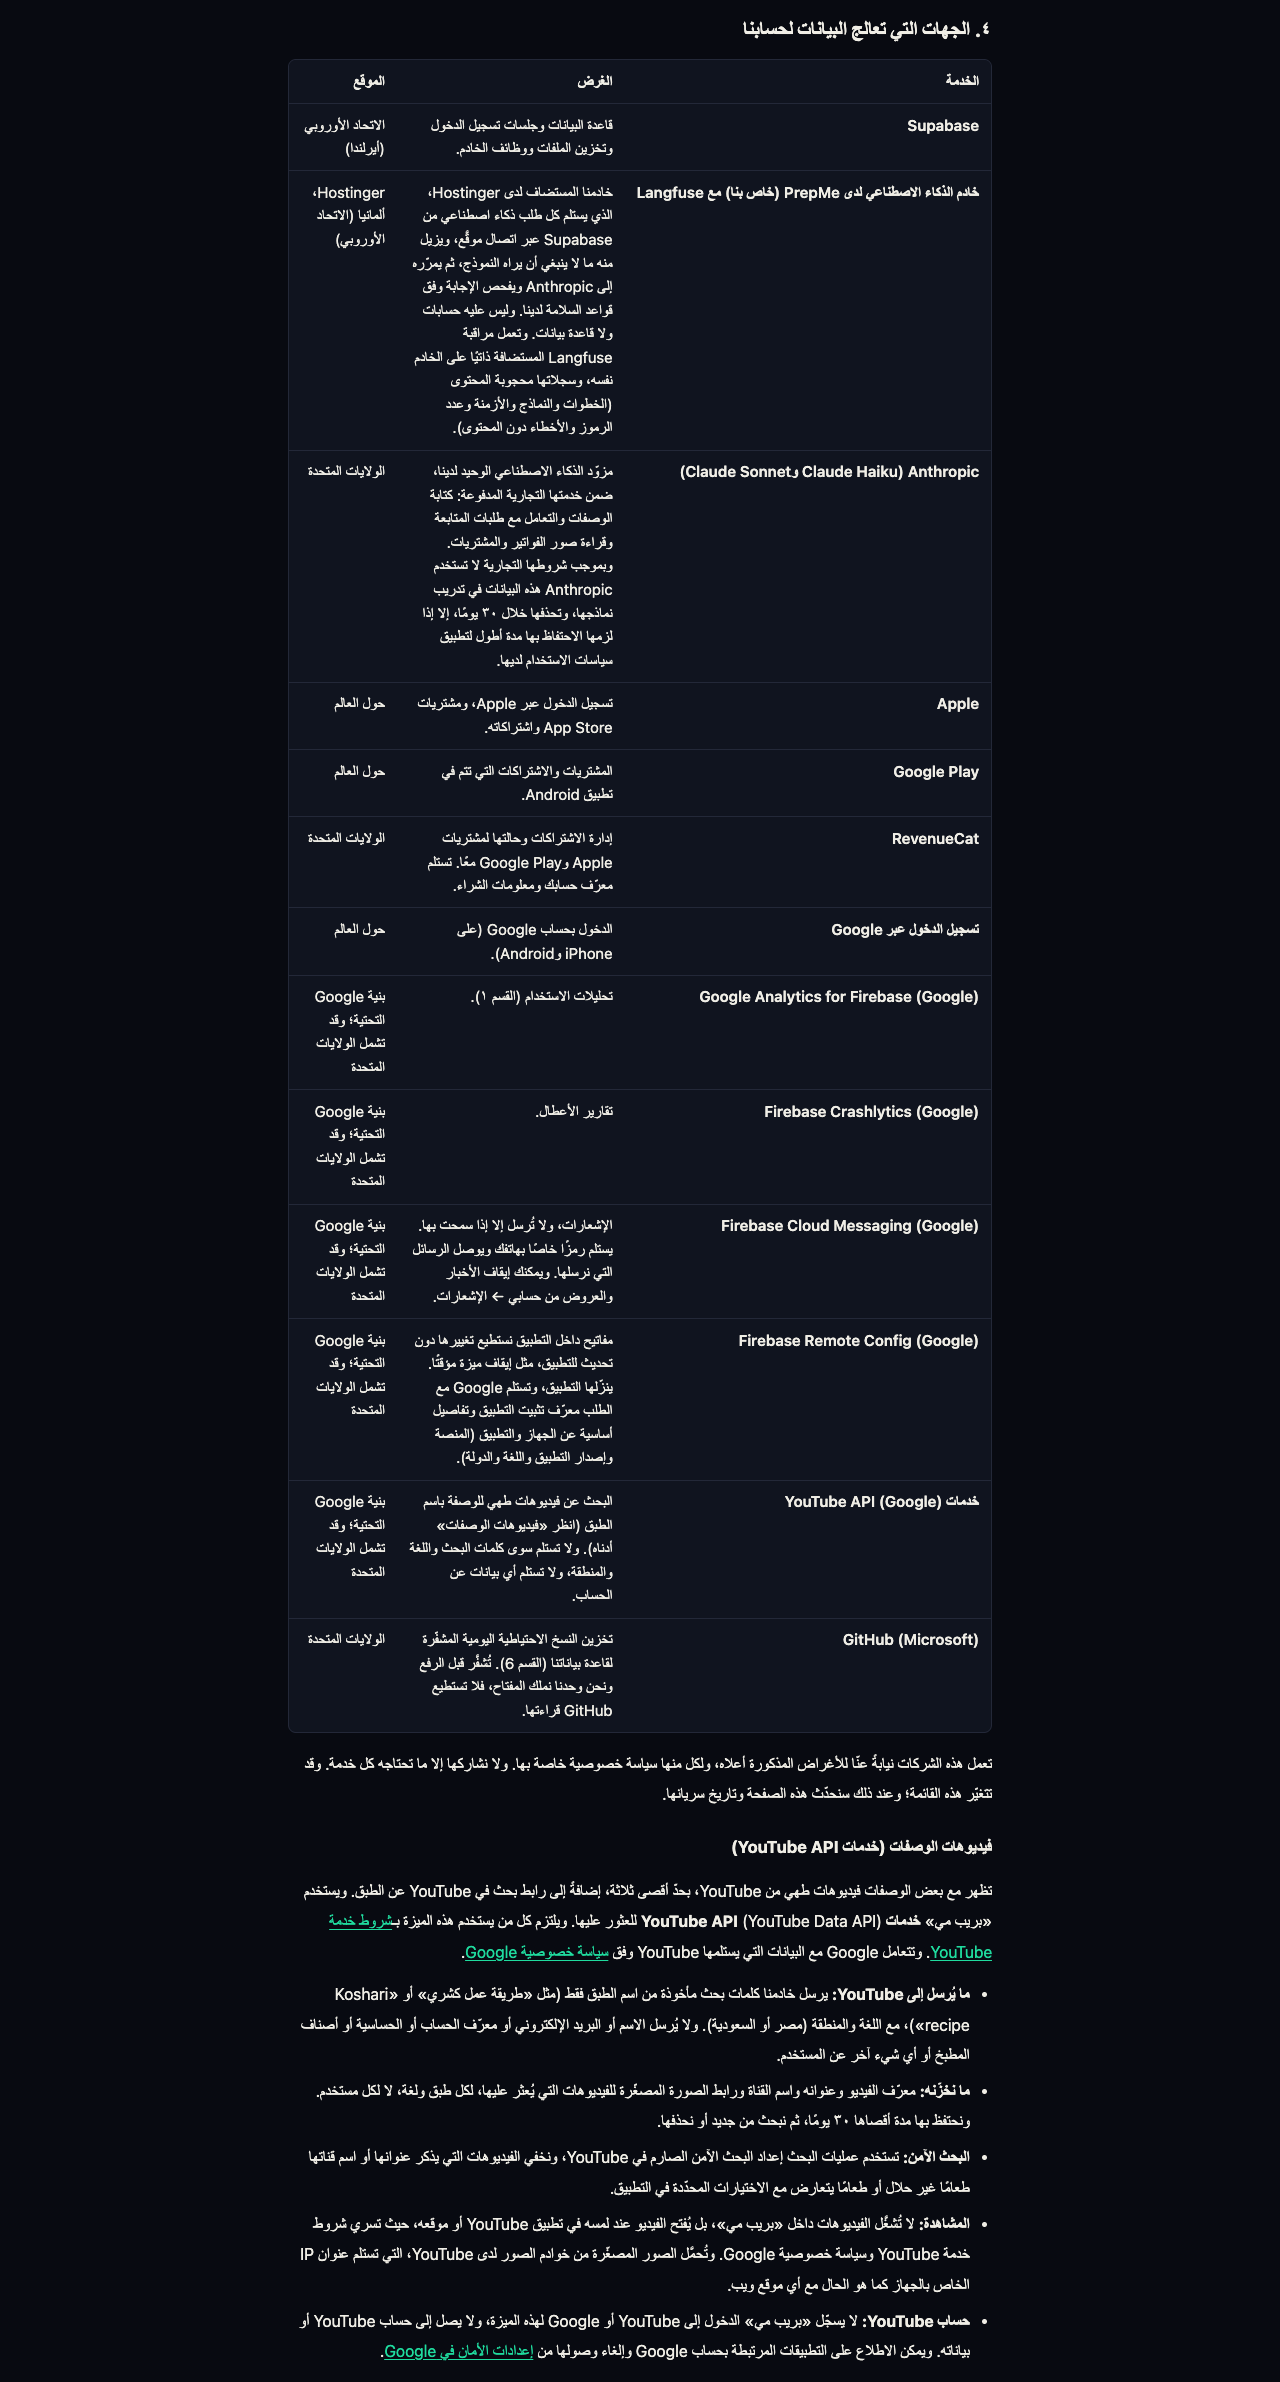 ٤. الجهات التي تعالج البيانات لحسابنا
الخدمة
الغرض
الموقع
Supabase
قاعدة البيانات وجلسات تسجيل الدخول
وتخزين الملفات ووظائف الخادم.
الاتحاد الأوروبي
(أيرلندا)
خادم الذكاء الاصطناعي لدى PrepMe (خاص بنا) مع Langfuse
خادمنا المستضاف لدى Hostinger،
الذي يستلم كل طلب ذكاء اصطناعي من
Supabase عبر اتصال موقَّع، ويزيل
منه ما لا ينبغي أن يراه النموذج، ثم يمرّره
إلى Anthropic ويفحص الإجابة وفق
قواعد السلامة لدينا. وليس عليه حسابات
ولا قاعدة بيانات. وتعمل مراقبة
Langfuse المستضافة ذاتيًا على الخادم
نفسه، وسجلاتها محجوبة المحتوى
(الخطوات والنماذج والأزمنة وعدد
الرموز والأخطاء دون المحتوى).
Hostinger،
ألمانيا (الاتحاد
الأوروبي)
Anthropic (Claude Haiku وClaude Sonnet)
مزوّد الذكاء الاصطناعي الوحيد لدينا،
ضمن خدمتها التجارية المدفوعة: كتابة
الوصفات والتعامل مع طلبات المتابعة
وقراءة صور الفواتير والمشتريات.
وبموجب شروطها التجارية لا تستخدم
Anthropic هذه البيانات في تدريب
نماذجها، وتحذفها خلال ٣٠ يومًا، إلا إذا
لزمها الاحتفاظ بها مدة أطول لتطبيق
سياسات الاستخدام لديها.
الولايات المتحدة
Apple
تسجيل الدخول عبر Apple، ومشتريات
App Store واشتراكاته.
حول العالم
Google Play
المشتريات والاشتراكات التي تتم في
تطبيق Android.
حول العالم
RevenueCat
إدارة الاشتراكات وحالتها لمشتريات
Apple وGoogle Play معًا. تستلم
معرّف حسابك ومعلومات الشراء.
الولايات المتحدة
تسجيل الدخول عبر Google
الدخول بحساب Google (على
iPhone وAndroid).
حول العالم
Google Analytics for Firebase (Google)
تحليلات الاستخدام (القسم ١).
بنية Google
التحتية؛ وقد
تشمل الولايات
المتحدة
Firebase Crashlytics (Google)
تقارير الأعطال.
بنية Google
التحتية؛ وقد
تشمل الولايات
المتحدة
Firebase Cloud Messaging (Google)
الإشعارات، ولا تُرسل إلا إذا سمحت بها.
يستلم رمزًا خاصًا بهاتفك ويوصل الرسائل
التي نرسلها. ويمكنك إيقاف الأخبار
والعروض من حسابي ← الإشعارات.
بنية Google
التحتية؛ وقد
تشمل الولايات
المتحدة
Firebase Remote Config (Google)
مفاتيح داخل التطبيق نستطيع تغييرها دون
تحديث للتطبيق، مثل إيقاف ميزة مؤقتًا.
ينزّلها التطبيق، وتستلم Google مع
الطلب معرّف تثبيت التطبيق وتفاصيل
أساسية عن الجهاز والتطبيق (المنصة
وإصدار التطبيق واللغة والدولة).
بنية Google
التحتية؛ وقد
تشمل الولايات
المتحدة
خدمات YouTube API (Google)
البحث عن فيديوهات طهي للوصفة باسم
الطبق (انظر «فيديوهات الوصفات»
أدناه). ولا تستلم سوى كلمات البحث واللغة
والمنطقة، ولا تستلم أي بيانات عن
الحساب.
بنية Google
التحتية؛ وقد
تشمل الولايات
المتحدة
GitHub (Microsoft)
تخزين النسخ الاحتياطية اليومية المشفّرة
لقاعدة بياناتنا (القسم 6). تُشفَّر قبل الرفع
ونحن وحدنا نملك المفتاح، فلا تستطيع
GitHub قراءتها.
الولايات المتحدة
تعمل هذه الشركات نيابةً عنّا للأغراض المذكورة أعلاه، ولكل منها سياسة خصوصية خاصة بها. ولا نشاركها إلا ما تحتاجه كل خدمة. وقد
تتغيّر هذه القائمة؛ وعند ذلك سنحدّث هذه الصفحة وتاريخ سريانها.
فيديوهات الوصفات (خدمات YouTube API)
تظهر مع بعض الوصفات فيديوهات طهي من YouTube، بحدّ أقصى ثلاثة، إضافةً إلى رابط بحث في YouTube عن الطبق. ويستخدم
«بريب مي» خدمات YouTube API (YouTube Data API) للعثور عليها. ويلتزم كل من يستخدم هذه الميزة بـشروط خدمة
YouTube. وتتعامل Google مع البيانات التي يستلمها YouTube وفق سياسة خصوصية Google.
• ما يُرسل إلى YouTube: يرسل خادمنا كلمات بحث مأخوذة من اسم الطبق فقط (مثل «طريقة عمل كشري» أو «Koshari
recipe»)، مع اللغة والمنطقة (مصر أو السعودية). ولا يُرسل الاسم أو البريد الإلكتروني أو معرّف الحساب أو الحساسية أو أصناف
المطبخ أو أي شيء آخر عن المستخدم.
• ما نخزّنه: معرّف الفيديو وعنوانه واسم القناة ورابط الصورة المصغّرة للفيديوهات التي يُعثر عليها، لكل طبق ولغة، لا لكل مستخدم.
ونحتفظ بها مدة أقصاها ٣٠ يومًا، ثم نبحث من جديد أو نحذفها.
• البحث الآمن: تستخدم عمليات البحث إعداد البحث الآمن الصارم في YouTube، ونخفي الفيديوهات التي يذكر عنوانها أو اسم قناتها
طعامًا غير حلال أو طعامًا يتعارض مع الاختيارات المحدّدة في التطبيق.
• المشاهدة: لا تُشغَّل الفيديوهات داخل «بريب مي»، بل يُفتح الفيديو عند لمسه في تطبيق YouTube أو موقعه، حيث تسري شروط
خدمة YouTube وسياسة خصوصية Google. وتُحمَّل الصور المصغّرة من خوادم الصور لدى YouTube، التي تستلم عنوان IP
الخاص بالجهاز كما هو الحال مع أي موقع ويب.
• حساب YouTube: لا يسجّل «بريب مي» الدخول إلى YouTube أو Google لهذه الميزة، ولا يصل إلى حساب YouTube أو
بياناته. ويمكن الاطلاع على التطبيقات المرتبطة بحساب Google وإلغاء وصولها من إعدادات الأمان في Google.